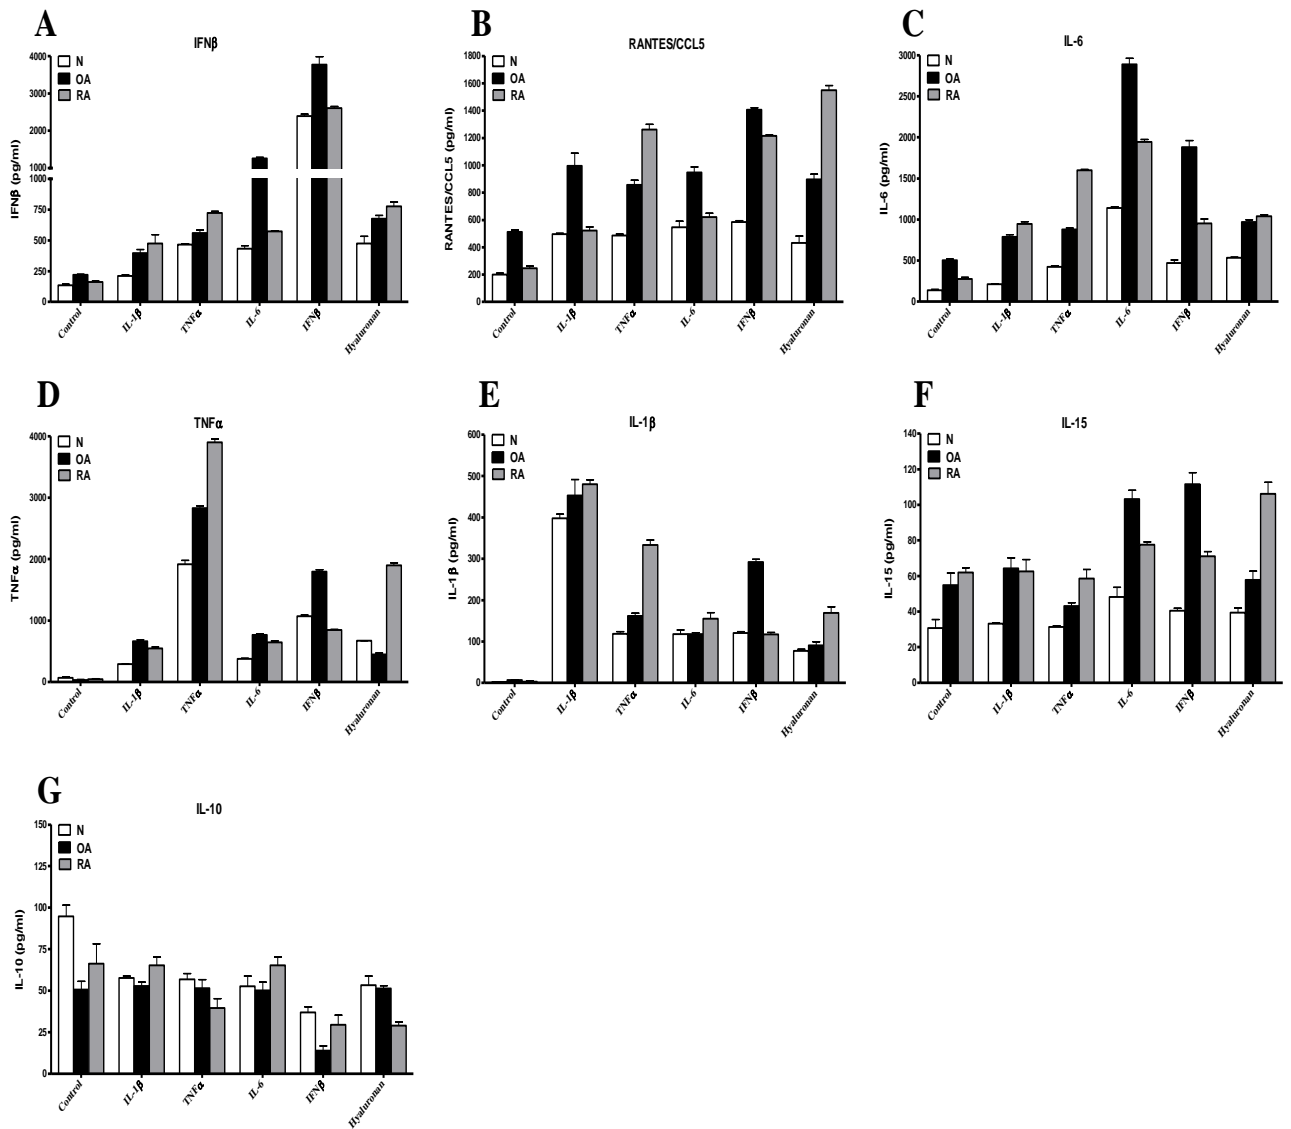 A
IFNβ
IFNβ (pg/ml)
4000
3000
2000
1000
1000
750
500
250
0
N
OA
RA
Control
IL-1β
TNFα
IL-6
IFNβ
Hyaluronan
B
RANTES/CCL5
RANTES/CCL5 (pg/ml)
1800
1600
1400
1200
1000
800
600
400
200
0
N
OA
RA
Control
IL-1β
TNFα
IL-6
IFNβ
Hyaluronan
C
IL-6
IL-6 (pg/ml)
3000
2500
2000
1500
1000
500
0
N
OA
RA
Control
IL-1β
TNFα
IL-6
IFNβ
Hyaluronan
D
TNFα
TNFα (pg/ml)
4000
3000
2000
1000
0
N
OA
RA
Control
IL-1β
TNFα
IL-6
IFNβ
Hyaluronan
E
IL-1β
IL-1β (pg/ml)
600
500
400
300
200
100
0
N
OA
RA
Control
IL-1β
TNFα
IL-6
IFNβ
Hyaluronan
F
IL-15
IL-15 (pg/ml)
140
120
100
80
60
40
20
0
N
OA
RA
Control
IL-1β
TNFα
IL-6
IFNβ
Hyaluronan
G
IL-10
IL-10 (pg/ml)
150
125
100
75
50
25
0
N
OA
RA
Control
IL-1β
TNFα
IL-6
IFNβ
Hyaluronan